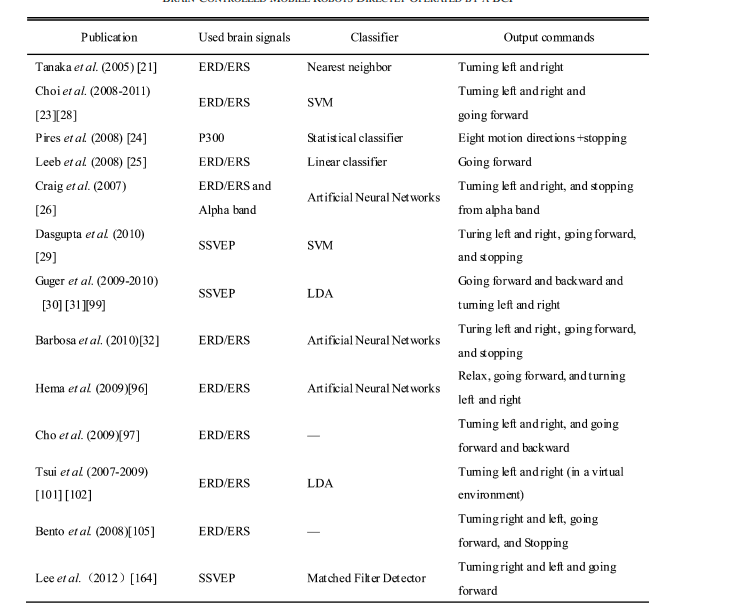 BRAIN CONTROLLED MOBILE ROBOTS DIRECTLY OPERATED BY A BCI
Publication Used brain signals Classifier Output commands
Tanaka et al. (2005) [21] ERD/ERS Nearest neighbor Turning left and right
Choi et al. (2008-2011) Turning left and right and
ERD/ERS SVM
[23][28] going forward
Pires et al. (2008) [24] P300 Statistical classifier Eight motion directions +stopping
Leeb et al. (2008) [25] ERD/ERS Linear classifier Going forward
Craig et al. (2007) ERD/ERS and Turning left and right, and stopping
Artificial Neural Networks
[26] Alpha band from alpha band
Dasgupta et al. (2010) Turing left and right, going forward,
SSVEP SVM
[29] and stopping
Guger et al. (2009-2010) Going forward and backward and
SSVEP LDA
[30] [31][99] turning left and right
Turing left and right, going forward,
Barbosa et al. (2010)[32] ERD/ERS Artificial Neural Networks
and stopping
Relax, going forward, and turning
Hema et al. (2009)[96] ERD/ERS Artificial Neural Networks
left and right
Turning left and right, and going
Cho et al. (2009)[97] ERD/ERS —
forward and backward
Tsui et al. (2007-2009) Turning left and right (in a virtual
ERD/ERS LDA
[101] [102] environment)
Turning right and left, going
Bento et al. (2008)[105] ERD/ERS —
forward, and Stopping
Turning right and left and going
Lee et al.（2012）[164] SSVEP Matched Filter Detector
forward